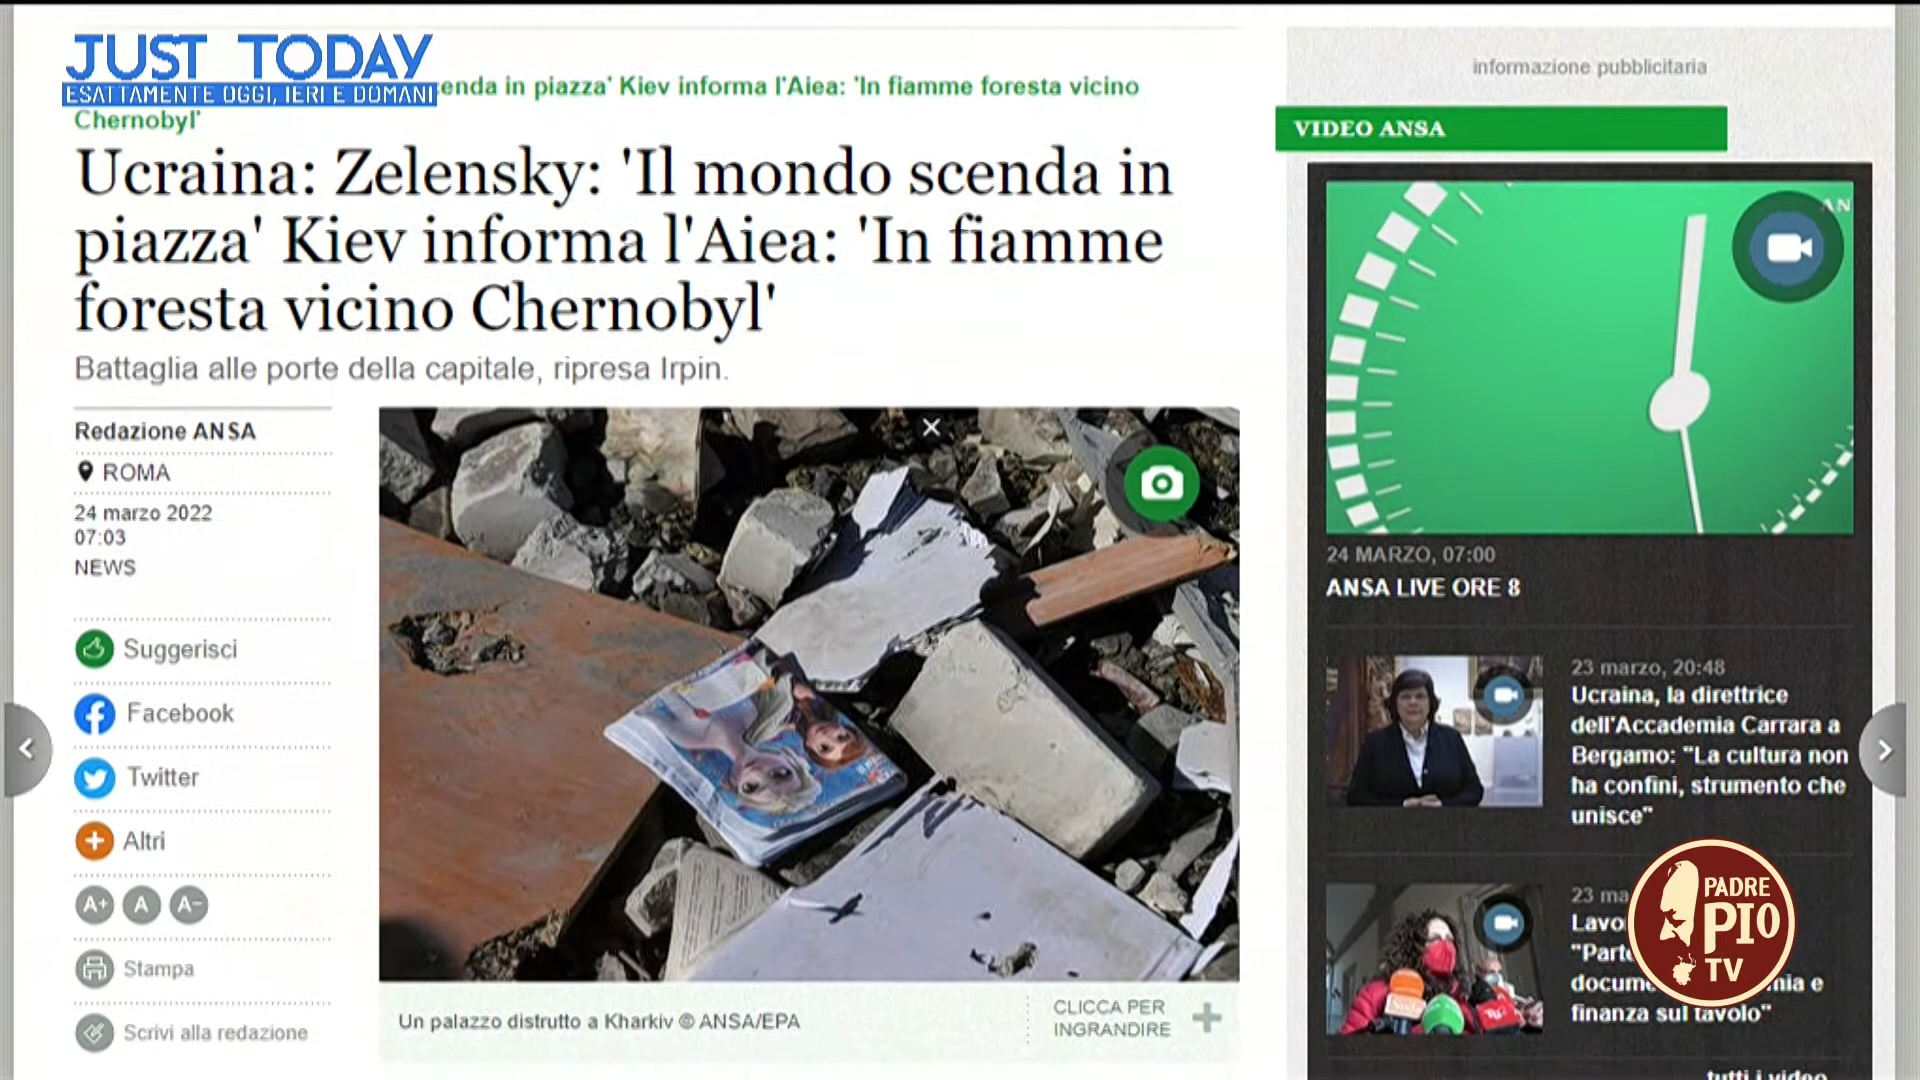 JUST TODAY
ESATTAMENTE OGGI, IERI E DOMANI
cenda in piazza' Kiev informa l'Aiea: 'In fiamme foresta vicino
Chernobyl'
Ucraina: Zelensky: 'Il mondo scenda in
piazza' Kiev informa l'Aiea: 'In fiamme
foresta vicino Chernobyl'
Battaglia alle porte della capitale, ripresa Irpin.
Redazione ANSA
ROMA
24 marzo 2022
07:03
NEWS
Suggerisci
Facebook
Twitter
Altri
A+ A A-
Stampa
Scrivi alla redazione
Un palazzo distrutto a Kharkiv © ANSA/EPA
CLICCA PER
INGRANDIRE
informazione pubblicitaria
VIDEO ANSA
AN
24 MARZO, 07:00
ANSA LIVE ORE 8
23 marzo, 20:48
Ucraina, la direttrice
dell'Accademia Carrara a
Bergamo: "La cultura non
ha confini, strumento che
unisce"
23 ma
Lavo
"Parte
docum mia e
finanza sul tavolo"
tutti i video
PADRE
PIO
TV